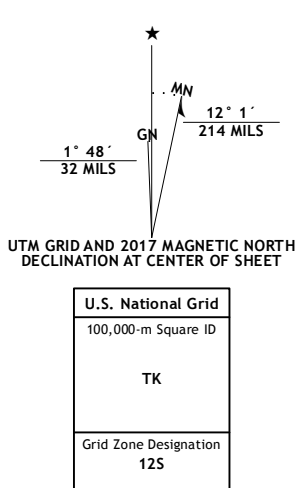 ★
MN
GN
12° 1´
214 MILS
1° 48´
32 MILS
UTM GRID AND 2017 MAGNETIC NORTH
DECLINATION AT CENTER OF SHEET
U.S. National Grid
100,000-m Square ID
TK
Grid Zone Designation
12S